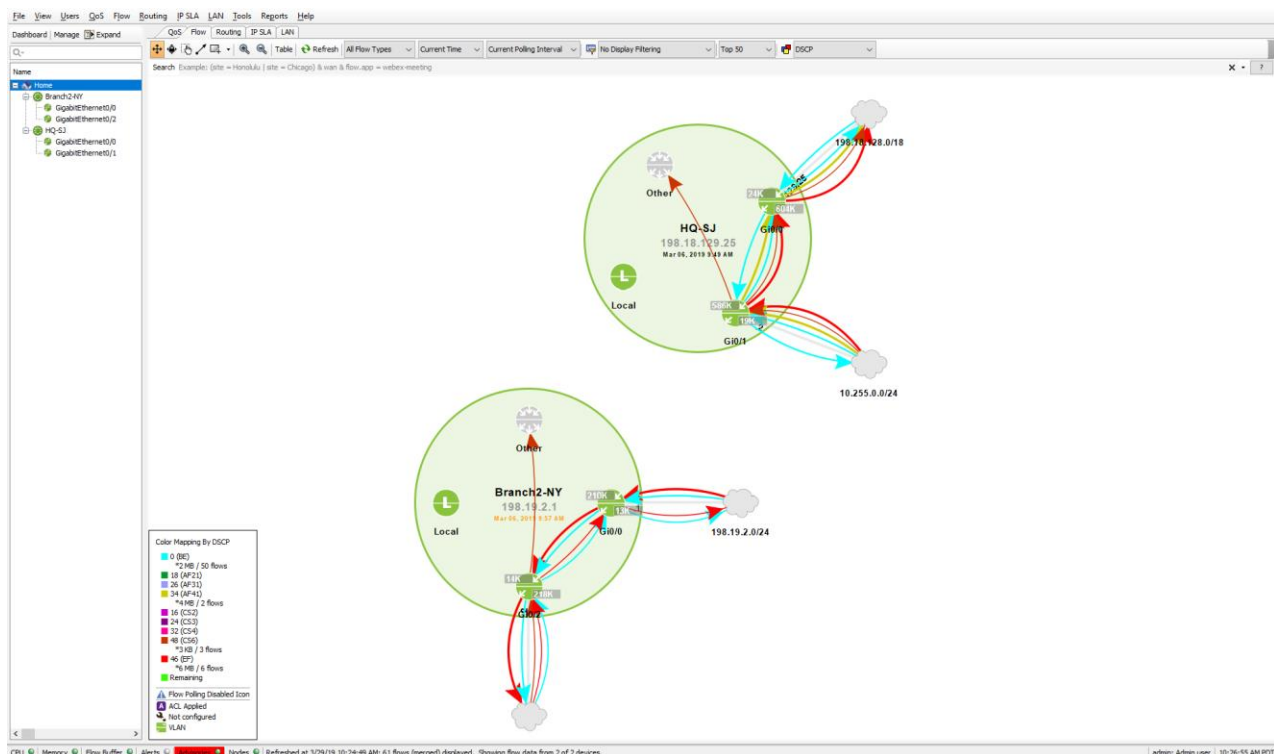 File View Users QoS Flow Routing IP SLA LAN Tools Reports Help
Dashboard Manage Expand
QoS Flow Routing IP SLA LAN
Table Refresh All Flow Types Current Time Current Polling Interval No Display Filtering Top 50 DSCP
Search Example: (site = Honolulu | site = Chicago) & wan & flow.app = webex-meeting
Name
Home
Branch2-NY
GigabitEthernet0/0
GigabitEthernet0/2
HQ-SJ
GigabitEthernet0/0
GigabitEthernet0/1
198.18.128.0/18
Other
24K
604K
Gi0/0
HQ-SJ
198.18.129.25
Mar 06, 2019 9:49 AM
L
Local
586K
19K
Gi0/1
10.255.0.0/24
Other
Branch2-NY
198.19.2.1
Mar 06, 2019 9:57 AM
L
Local
210K
13K
Gi0/0
198.19.2.0/24
14K
218K
Gi0/2
Color Mapping By DSCP
0 (BE)
*2 MB / 50 flows
18 (AF21)
26 (AF31)
34 (AF41)
*4 MB / 2 flows
16 (CS2)
24 (CS3)
32 (CS4)
48 (CS6)
*3 KB / 3 flows
46 (EF)
*6 MB / 6 flows
Remaining
Flow Polling Disabled Icon
A ACL Applied
Not configured
VLAN
CPU Memory Flow Buffer Alerts Nodes Refreshed at 3/29/19 10:24:49 AM: 61 flows (merged) displayed. Showing flow data from 2 of 2 devices. admin: Admin user 10:26:55 AM PDT